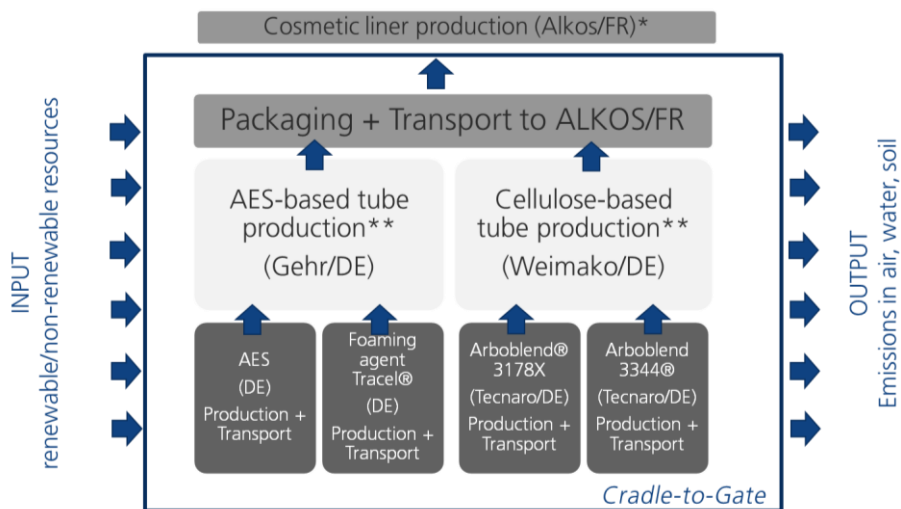 Cosmetic liner production (Alkos/FR)*
Packaging + Transport to ALKOS/FR
AES-based tube
production**
(Gehr/DE)
Cellulose-based
tube production**
(Weimako/DE)
AES
(DE)
Production +
Transport
Foaming
agent
Tracel®
(DE)
Production +
Transport
Arboblend®
3178X
(Tecnaro/DE)
Production +
Transport
Arboblend
3344®
(Tecnaro/DE)
Production +
Transport
Cradle-to-Gate
INPUT
renewable/non-renewable resources
OUTPUT
Emissions in air, water, soil